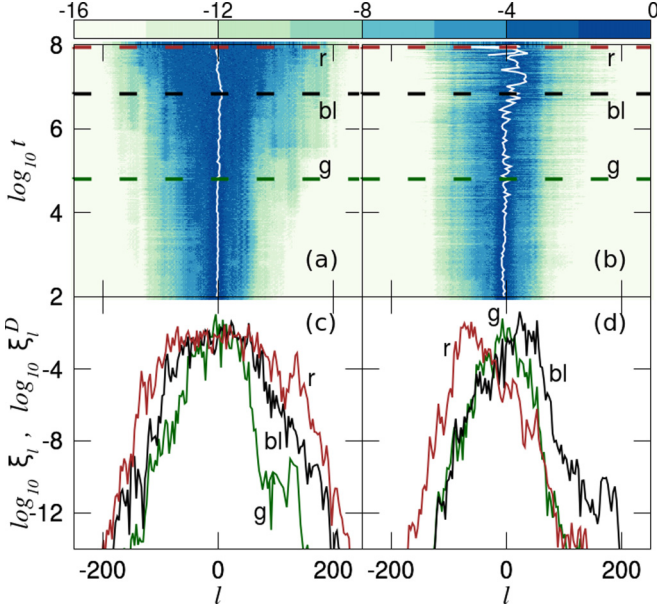 -16 -12 -8 -4 0
8 r r
bl bl
6
log₁₀ t
g g
4
(a) (b)
2
g
(c) (d)
r
-4
r
bl
log₁₀ ξₗ , log₁₀ ξₗᴰ
-8
bl
g
-12
-200 0 200 -200 0 200
l l